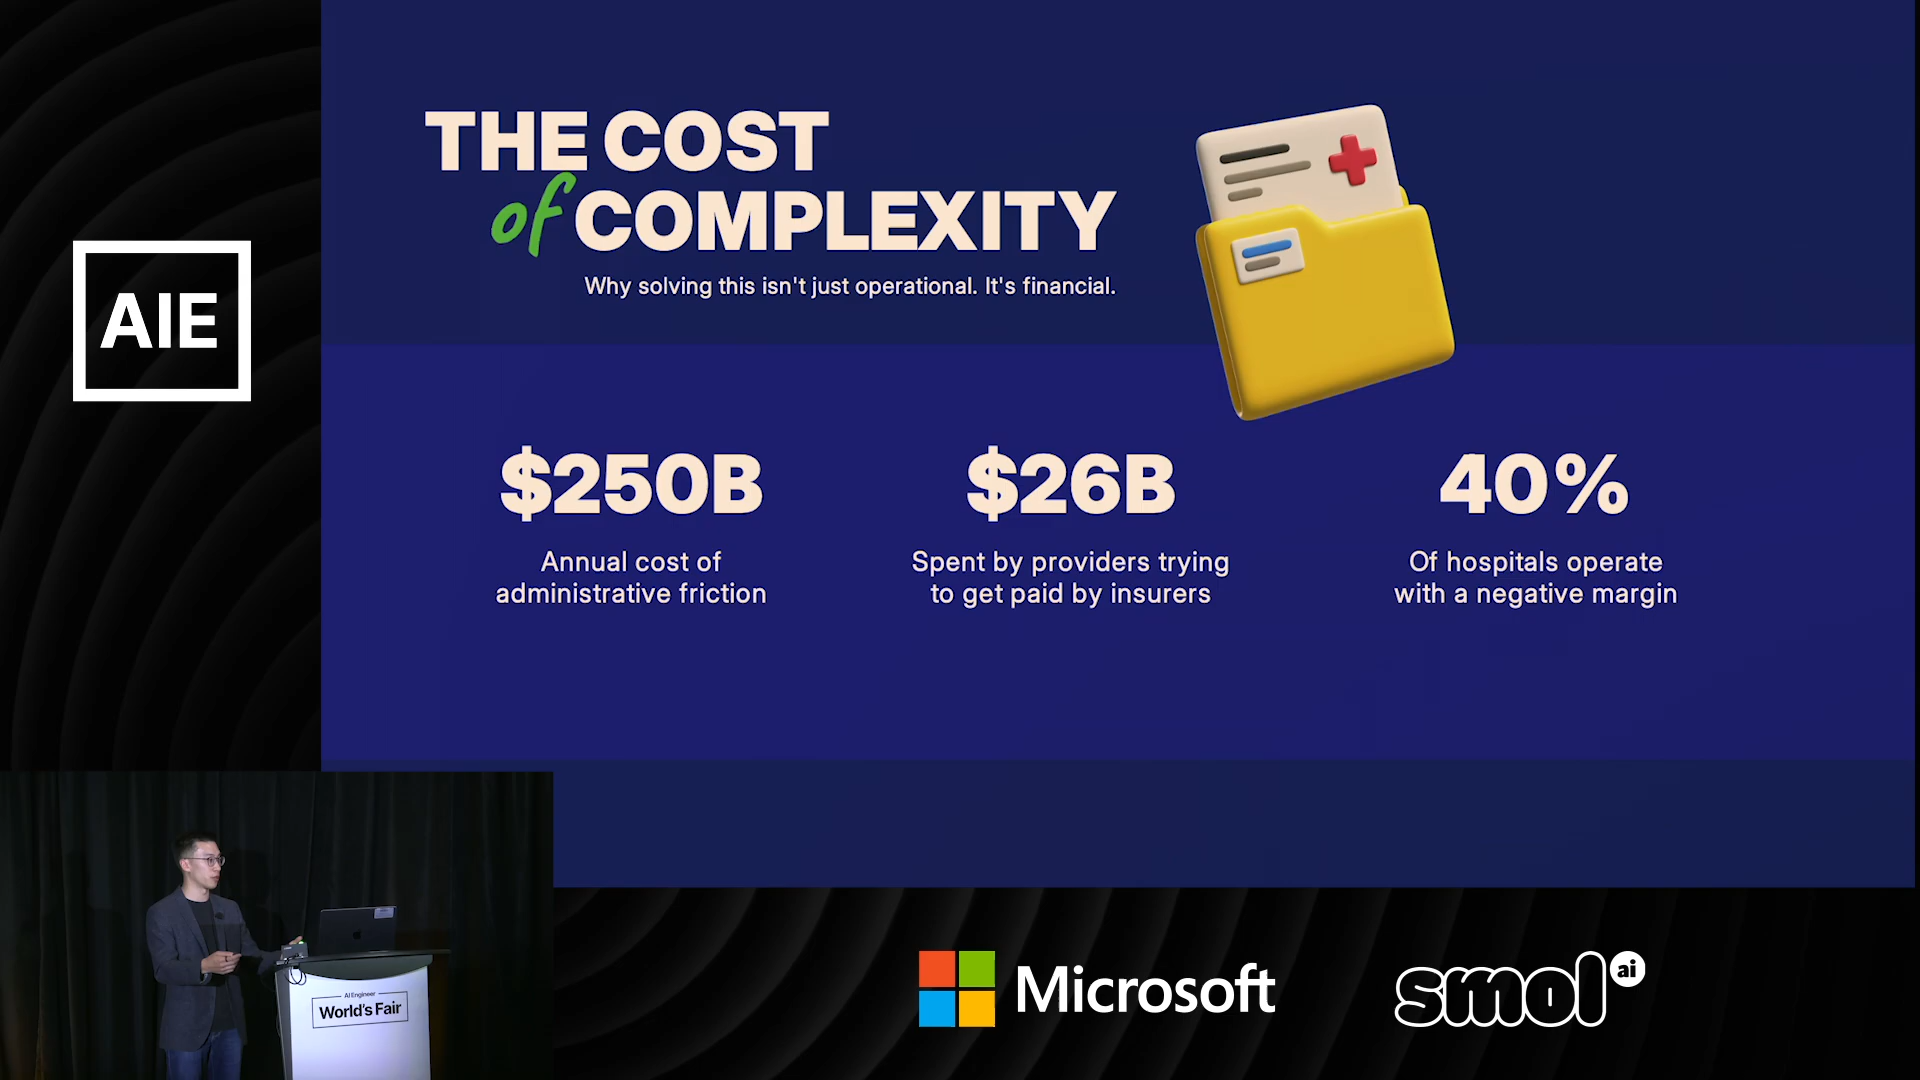 THE COST
of COMPLEXITY
Why solving this isn't just operational. It's financial.
AIE
$250B
Annual cost of
administrative friction
$26B
Spent by providers trying
to get paid by insurers
40%
Of hospitals operate
with a negative margin
AI Engineer
World's Fair
Microsoft
smol ai